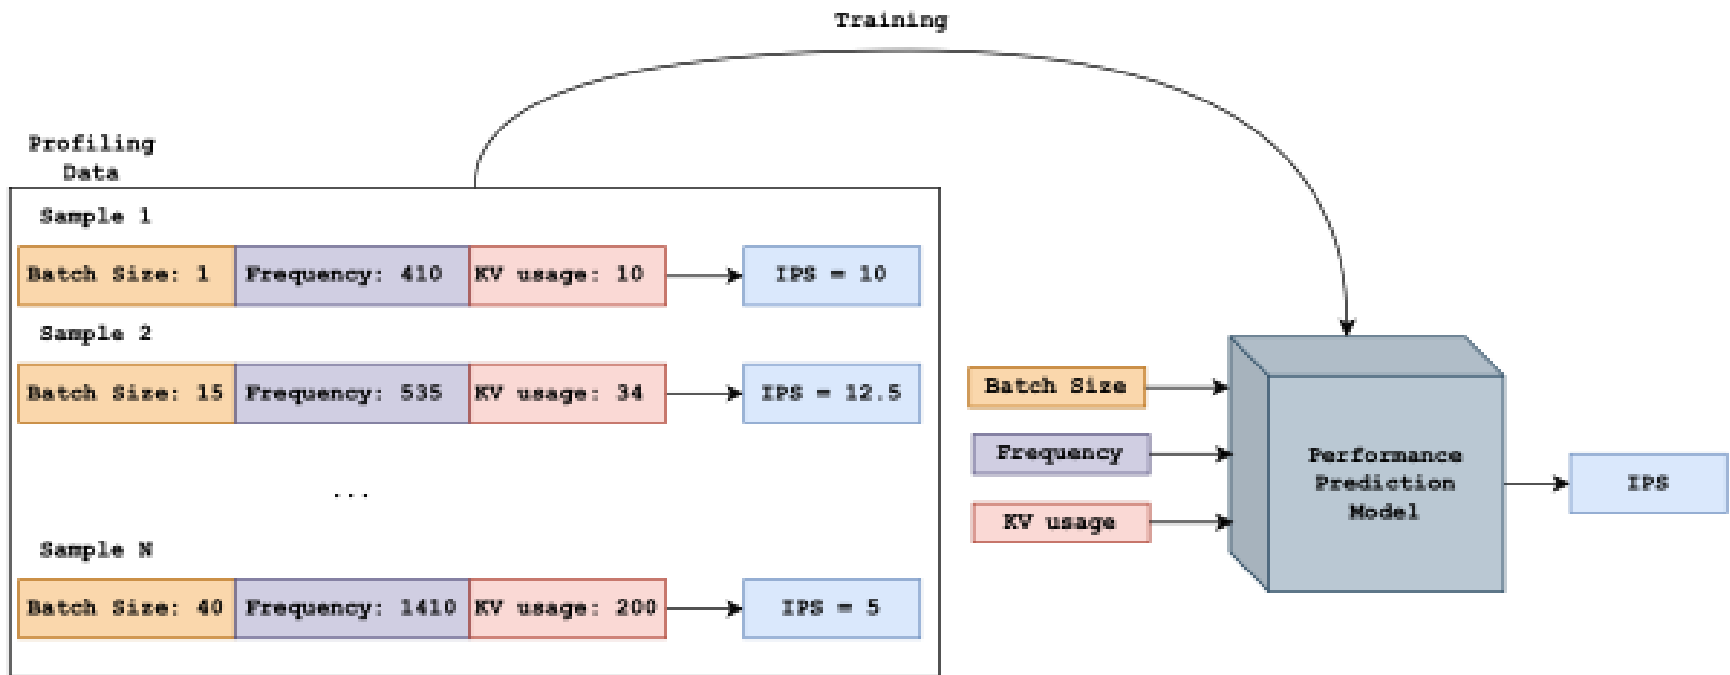 Training
Profiling
Data
Sample 1
Batch Size: 1 Frequency: 410 KV usage: 10 IPS = 10
Sample 2
Batch Size: 15 Frequency: 535 KV usage: 34 IPS = 12.5
...
Sample N
Batch Size: 40 Frequency: 1410 KV usage: 200 IPS = 5
Batch Size
Frequency
KV usage
Performance
Prediction
Model
IPS